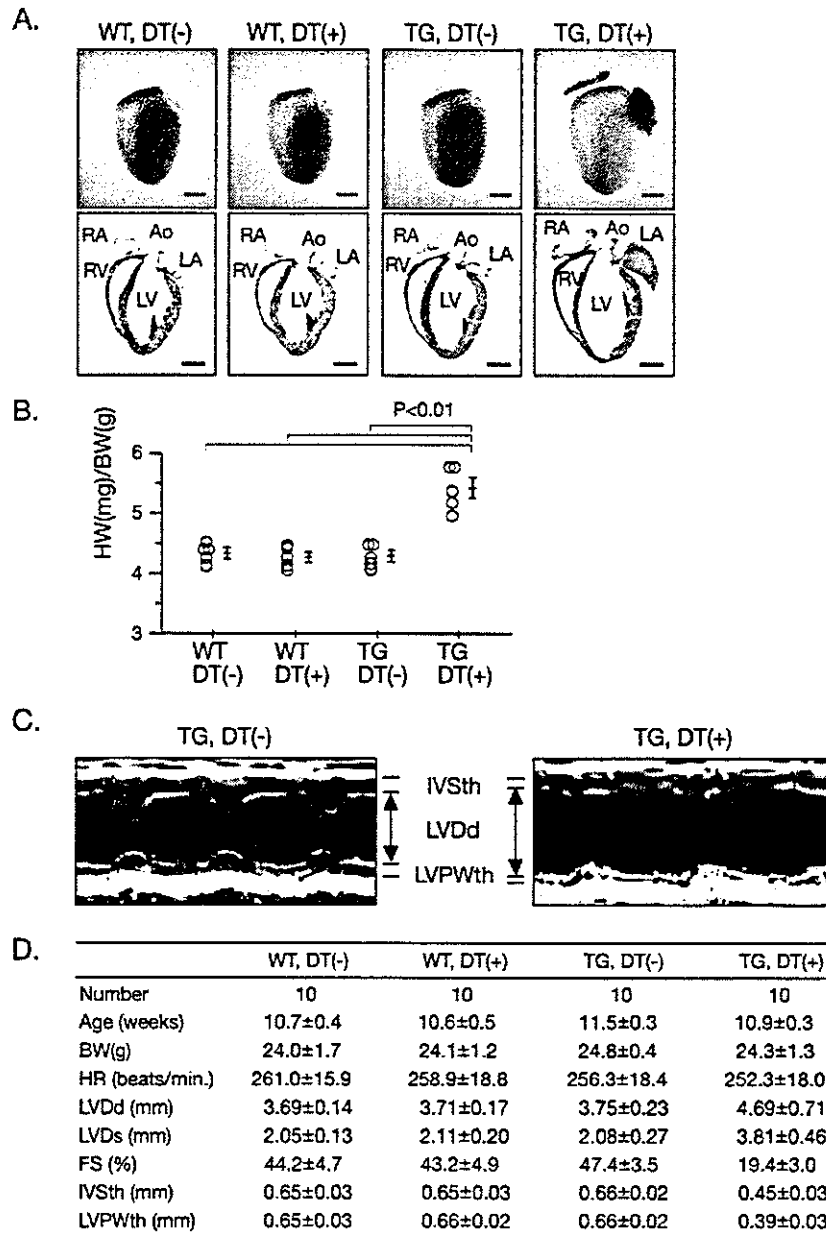 A.
WT, DT(-) WT, DT(+) TG, DT(-) TG, DT(+)
RA Ao LA RV LV
RA Ao LA RV LV
RA Ao LA RV LV
RA Ao LA RV LV
B.
P<0.01
HW(mg)/BW(g)
6
5
4
3
WT DT(-)
WT DT(+)
TG DT(-)
TG DT(+)
C.
TG, DT(-) TG, DT(+)
IVSth
LVDd
LVPWth
D.
WT, DT(-) WT, DT(+) TG, DT(-) TG, DT(+)
Number 10 10 10 10
Age (weeks) 10.7±0.4 10.6±0.5 11.5±0.3 10.9±0.3
BW(g) 24.0±1.7 24.1±1.2 24.8±0.4 24.3±1.3
HR (beats/min.) 261.0±15.9 258.9±18.8 256.3±18.4 252.3±18.0
LVDd (mm) 3.69±0.14 3.71±0.17 3.75±0.23 4.69±0.71
LVDs (mm) 2.05±0.13 2.11±0.20 2.08±0.27 3.81±0.46
FS (%) 44.2±4.7 43.2±4.9 47.4±3.5 19.4±3.0
IVSth (mm) 0.65±0.03 0.65±0.03 0.66±0.02 0.45±0.03
LVPWth (mm) 0.65±0.03 0.66±0.02 0.66±0.02 0.39±0.03